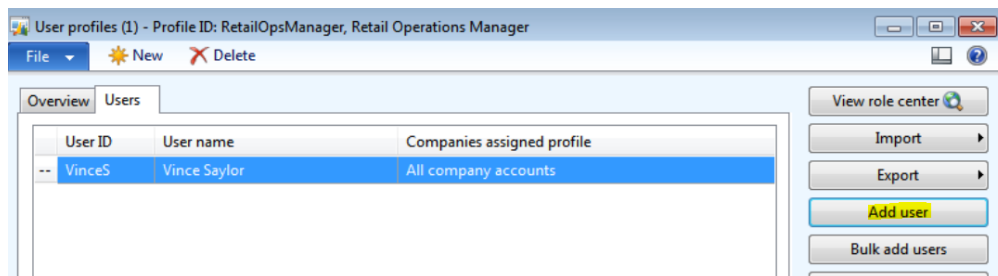 User profiles (1) - Profile ID: RetailOpsManager, Retail Operations Manager
File New Delete
Overview Users View role center
User ID User name Companies assigned profile Import
-- VinceS Vince Saylor All company accounts Export
Add user
Bulk add users